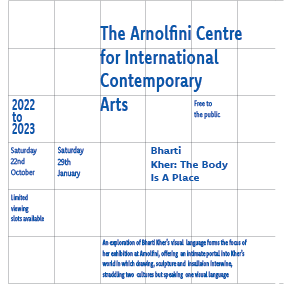 The Arnolfini Centre
for International
Contemporary
Arts
2022
to
2023
Free to
the public
Saturday
22nd
October
Saturday
29th
January
Bharti
Kher: The Body
Is A Place
Limited
viewing
slots available
An exploration of Bharti Kher's visual language forms the focus of
her exhibition at Arnolfini, offering an intimate portal into Kher's
world in which drawing, sculpture and insallaion interwine,
straddling two cultures but speaking one visual language